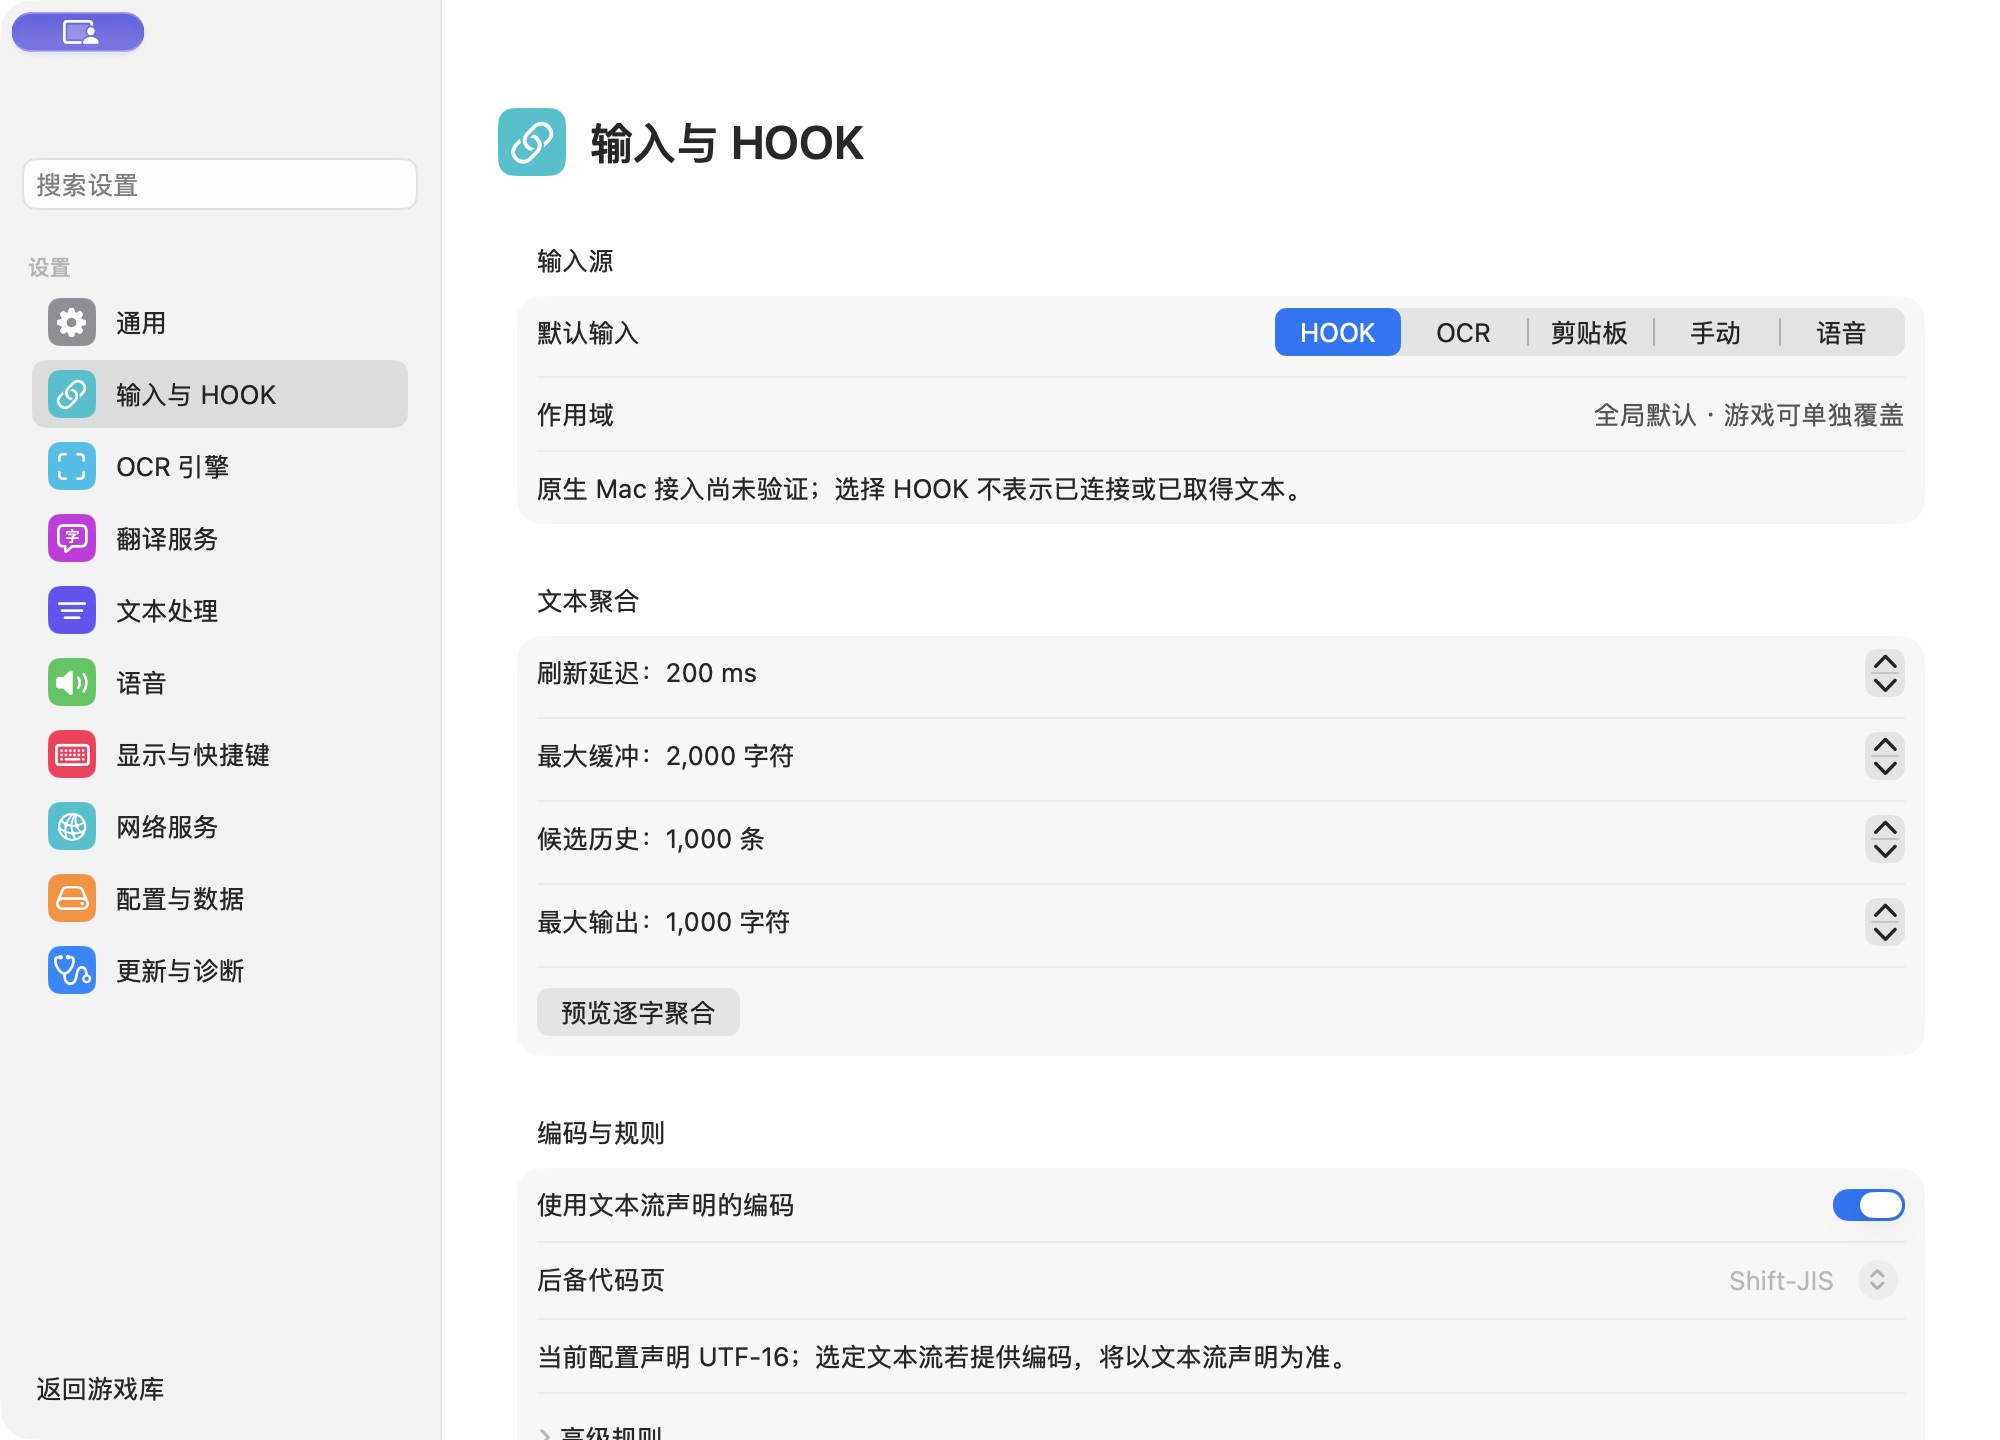 搜索设置
设置
通用
输入与 HOOK
OCR 引擎
字
翻译服务
文本处理
语音
显示与快捷键
网络服务
配置与数据
更新与诊断
返回游戏库
输入与 HOOK
输入源
默认输入
HOOK
OCR
剪贴板
手动
语音
作用域
全局默认 · 游戏可单独覆盖
原生 Mac 接入尚未验证；选择 HOOK 不表示已连接或已取得文本。
文本聚合
刷新延迟：200 ms
最大缓冲：2,000 字符
候选历史：1,000 条
最大输出：1,000 字符
预览逐字聚合
编码与规则
使用文本流声明的编码
后备代码页
Shift-JIS
当前配置声明 UTF-16；选定文本流若提供编码，将以文本流声明为准。
高级规则